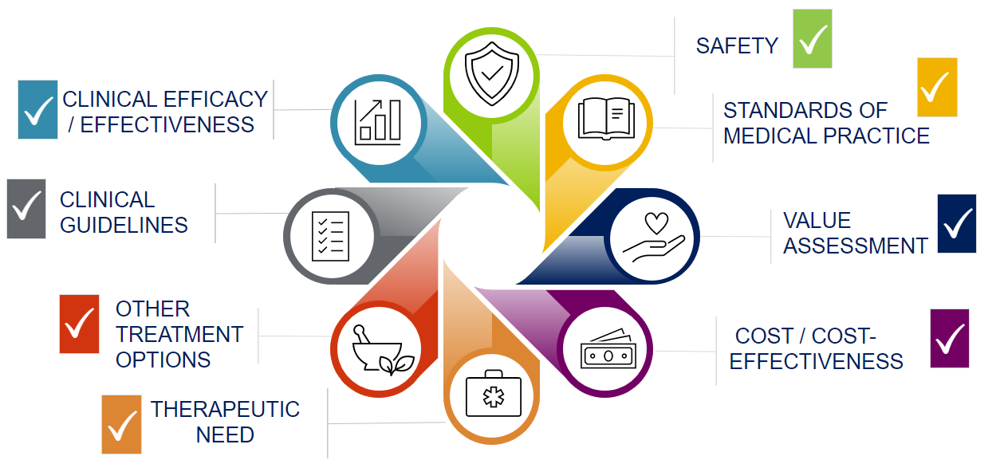 SAFETY
STANDARDS OF
MEDICAL PRACTICE
VALUE
ASSESSMENT
COST / COST-
EFFECTIVENESS
THERAPEUTIC
NEED
OTHER
TREATMENT
OPTIONS
CLINICAL
GUIDELINES
CLINICAL EFFICACY
/ EFFECTIVENESS